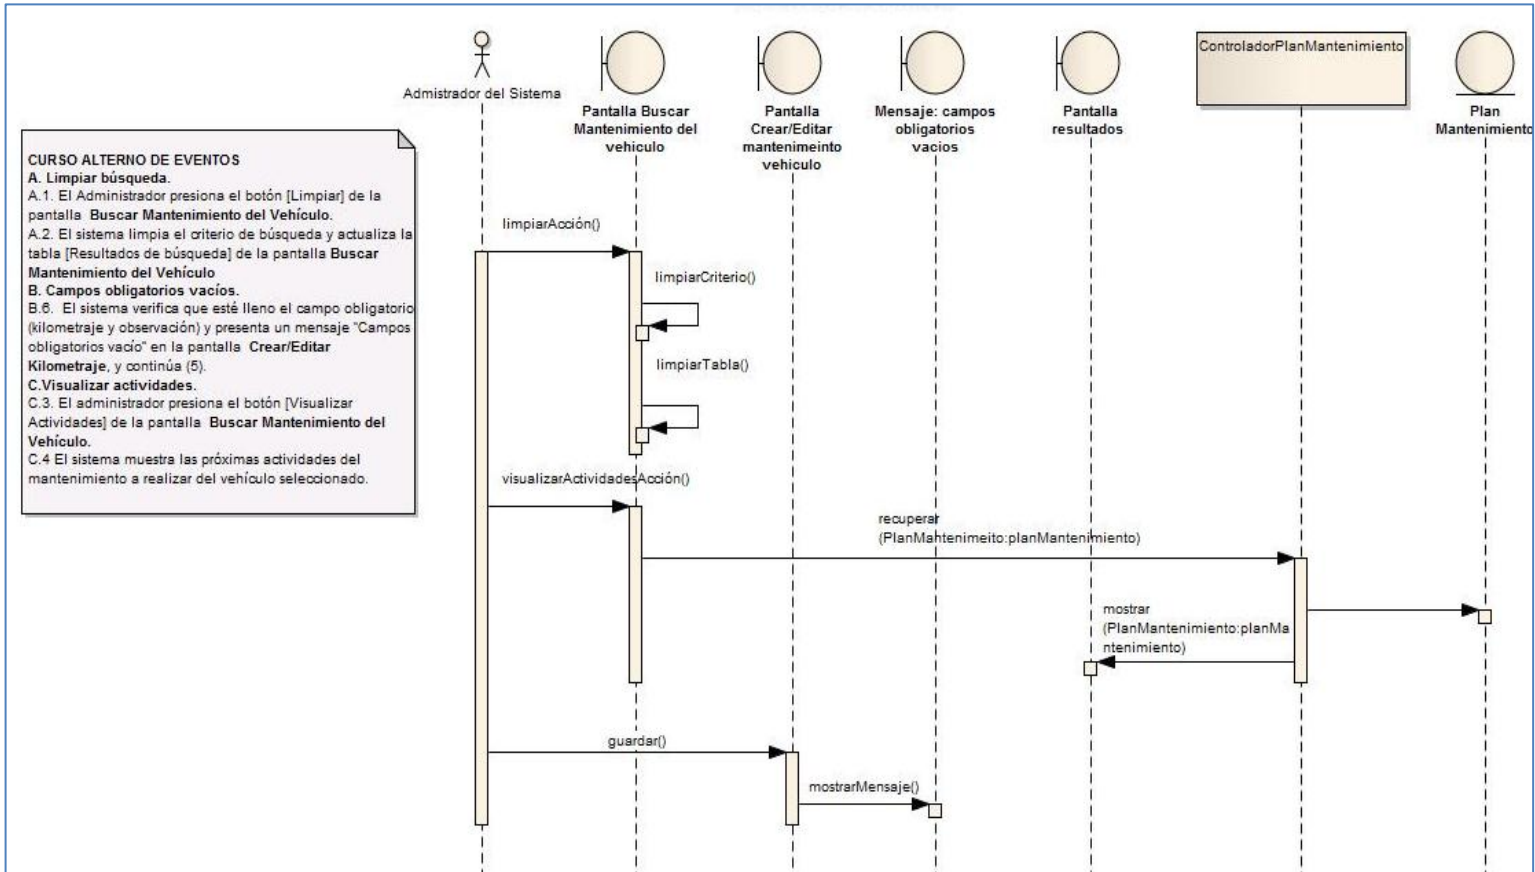 Admistrador del Sistema
Pantalla Buscar
Mantenimiento del
vehiculo
Pantalla
Crear/Editar
mantenimeinto
vehiculo
Mensaje: campos
obligatorios
vacios
Pantalla
resultados
ControladorPlanMantenimiento
Plan
Mantenimiento
CURSO ALTERNO DE EVENTOS
A. Limpiar búsqueda.
A.1. El Administrador presiona el botón [Limpiar] de la
pantalla Buscar Mantenimiento del Vehículo.
A.2. El sistema limpia el criterio de búsqueda y actualiza la
tabla [Resultados de búsqueda] de la pantalla Buscar
Mantenimiento del Vehículo
B. Campos obligatorios vacíos.
B.6. El sistema verifica que esté lleno el campo obligatorio
(kilometraje y observación) y presenta un mensaje "Campos
obligatorios vacío" en la pantalla Crear/Editar
Kilometraje, y continúa (5).
C.Visualizar actividades.
C.3. El administrador presiona el botón [Visualizar
Actividades] de la pantalla Buscar Mantenimiento del
Vehículo.
C.4 El sistema muestra las próximas actividades del
mantenimiento a realizar del vehículo seleccionado.
limpiarAcción()
limpiarCriterio()
limpiarTabla()
visualizarActividadesAcción()
recuperar
(PlanMantenimeito:planMantenimiento)
mostrar
(PlanMantenimiento:planMa
ntenimiento)
guardar()
mostrarMensaje()